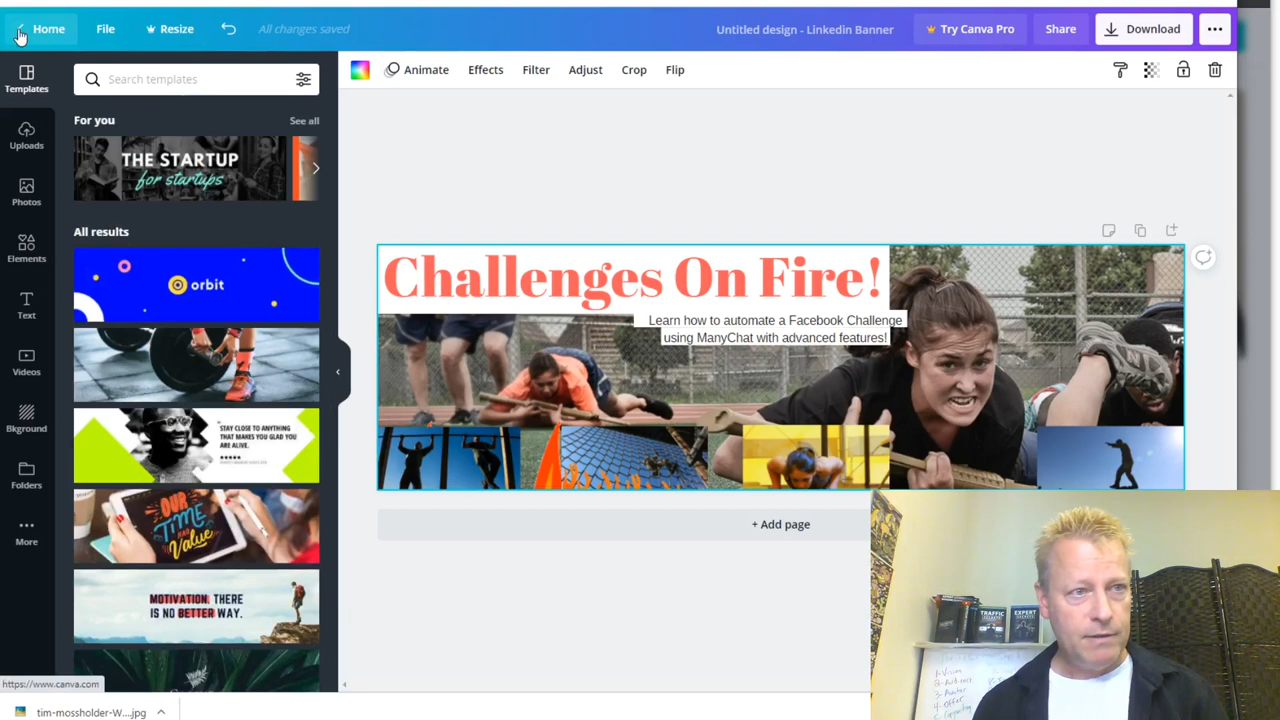 Home File Resize All changes saved Untitled design - Linkedin Banner Try Canva Pro Share Download
Animate Effects Filter Adjust Crop Flip
Templates
Uploads
Photos
Elements
Text
Videos
Bkground
Folders
More
Search templates
For you See all
THE STARTUP
for startups
All results
orbit
STAY CLOSE TO ANYTHING
THAT MAKES YOU GLAD YOU
ARE ALIVE.
OUR
TIME
HAS
Value
MOTIVATION: THERE
IS NO BETTER WAY.
Challenges On Fire!
Learn how to automate a Facebook Challenge
using ManyChat with advanced features!
+ Add page
TRAFFIC
SECRETS
EXPERT
SECRETS
https://www.canva.com
tim-mossholder-W....jpg